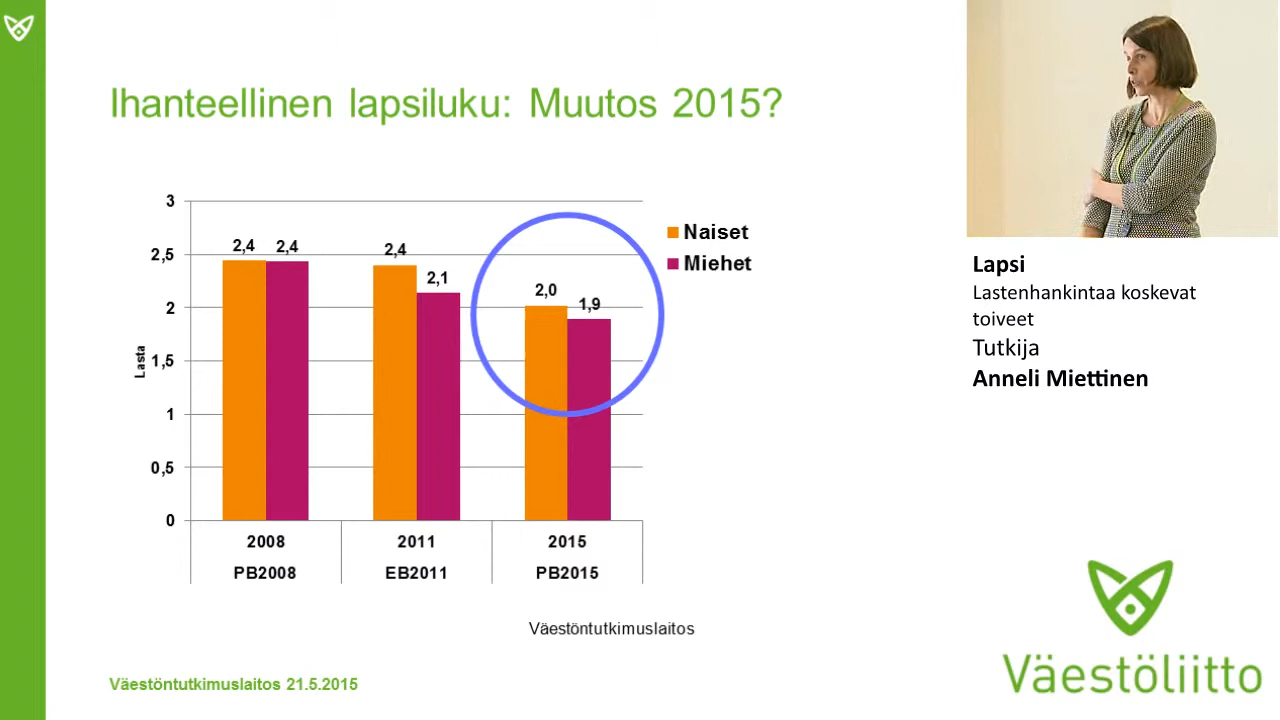 Ihanteellinen lapsiluku: Muutos 2015?
3
2,5
2
1,5
1
0,5
0
Lasta
2,4
2,4
2,4
2,1
2,0
1,9
Naiset
Miehet
2008
2011
2015
PB2008
EB2011
PB2015
Väestöntutkimuslaitos
Väestöntutkimuslaitos 21.5.2015
Lapsi
Lastenhankintaa koskevat
toiveet
Tutkija
Anneli Miettinen
Väestöliitto